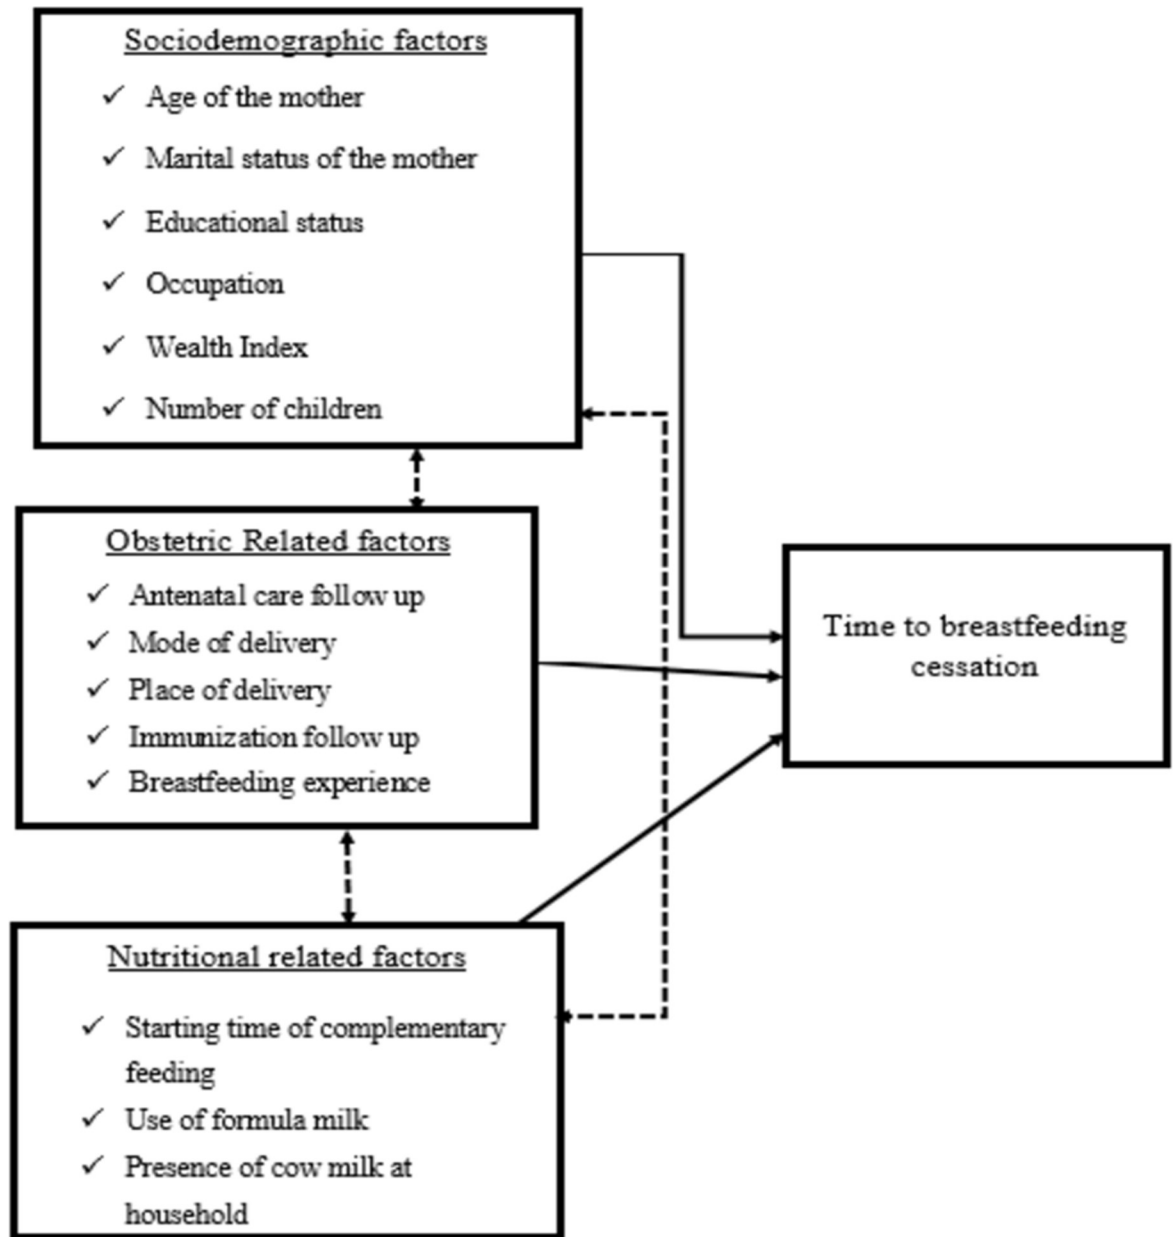 Sociodemographic factors
✓ Age of the mother
✓ Marital status of the mother
✓ Educational status
✓ Occupation
✓ Wealth Index
✓ Number of children
Obstetric Related factors
✓ Antenatal care follow up
✓ Mode of delivery
✓ Place of delivery
✓ Immunization follow up
✓ Breastfeeding experience
Nutritional related factors
✓ Starting time of complementary
feeding
✓ Use of formula milk
✓ Presence of cow milk at
household
Time to breastfeeding
cessation